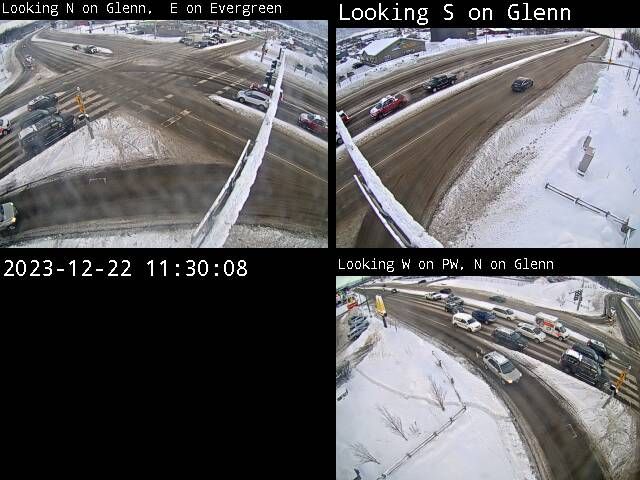 Looking N on Glenn, E on Evergreen
Looking S on Glenn
2023-12-22 11:30:08
Looking W on PW, N on Glenn